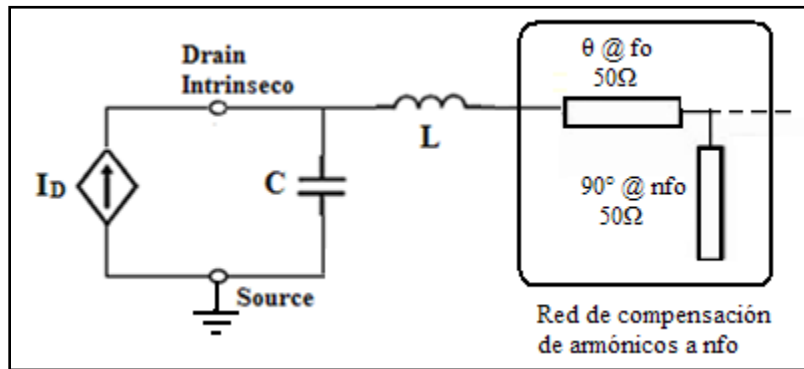 Drain
Intrinseco
θ @ fo
50Ω
L
C
ID
90° @ nfo
50Ω
Source
Red de compensación
de armónicos a nfo